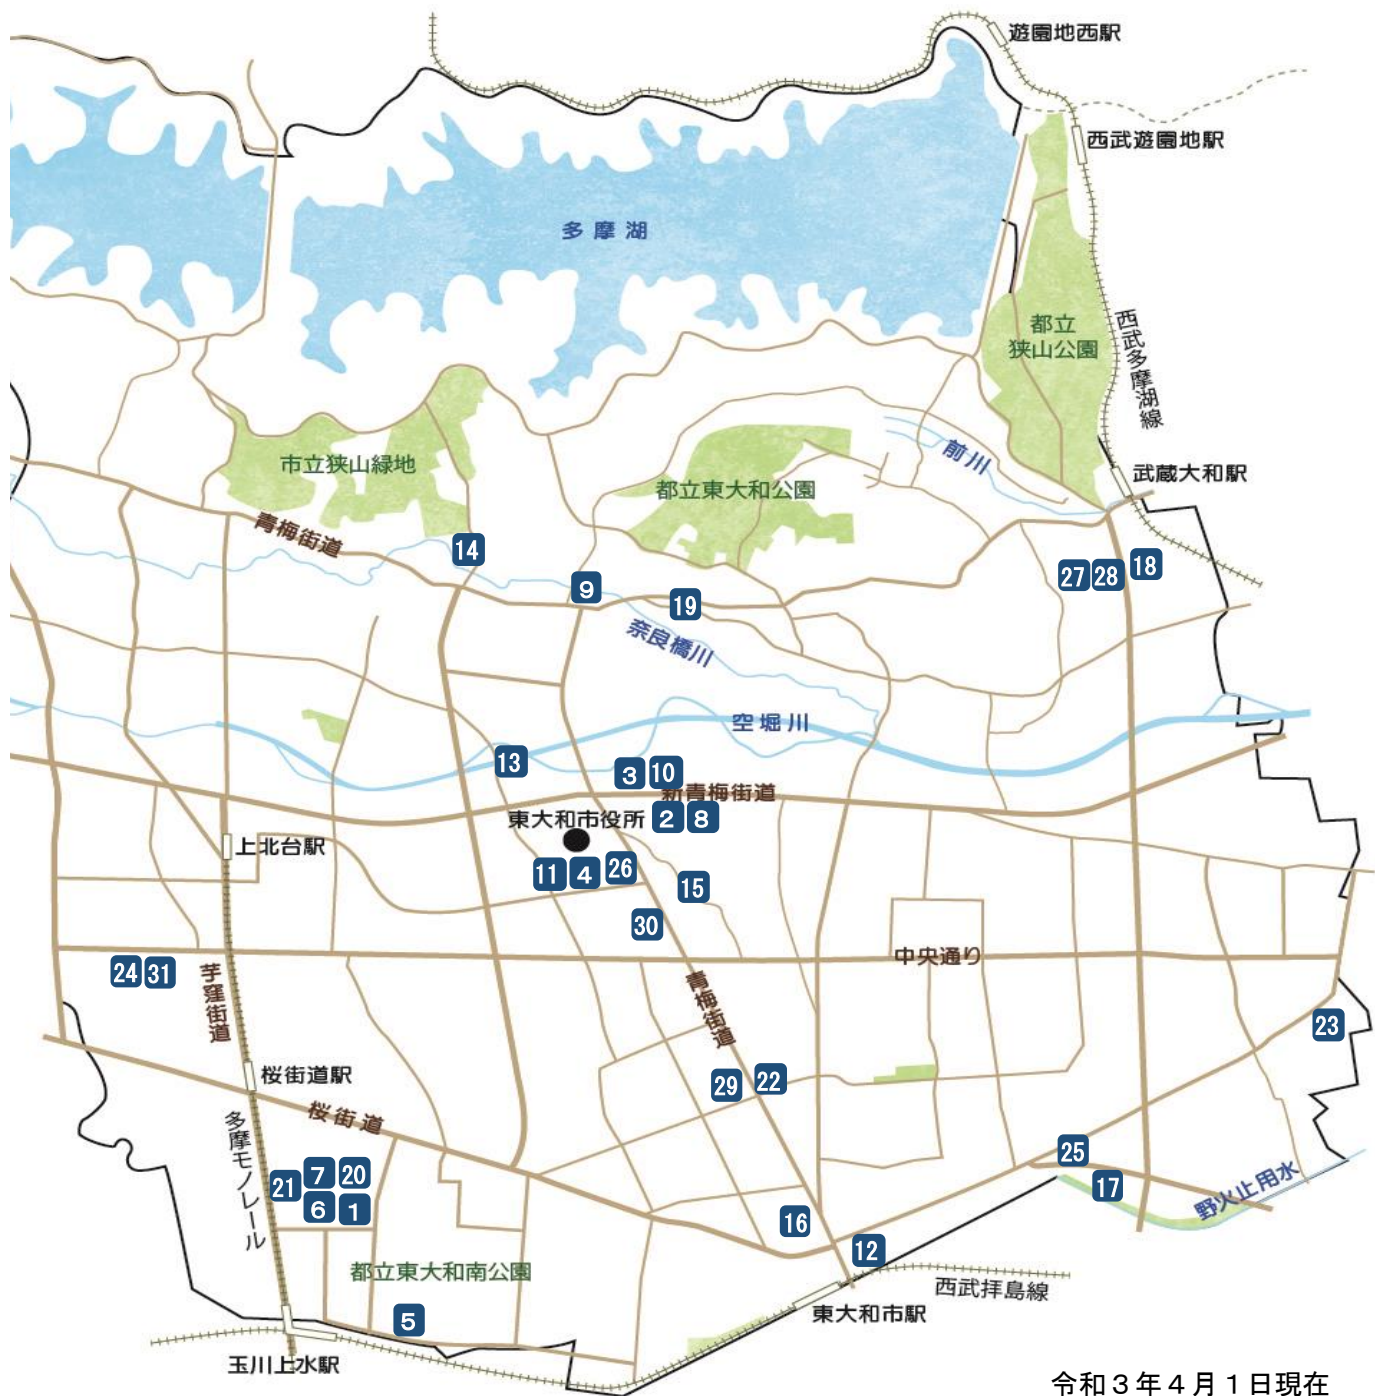 遊園地西駅
西武遊園地駅
多摩湖
都立
狭山公園
西武多摩湖線
前川
市立狭山緑地
都立東大和公園
武蔵大和駅
青梅街道
14
9
19
27
28
18
奈良橋川
空堀川
13
3
10
新青梅街道
東大和市役所
2
8
上北台駅
11
4
26
15
30
中央通り
24
31
芋窪街道
青梅街道
23
桜街道駅
29
22
桜街道
多摩モノレール
25
7
20
21
17
6
1
野火止用水
16
12
都立東大和南公園
西武拝島線
5
東大和市駅
玉川上水駅
令和3年4月1日現在